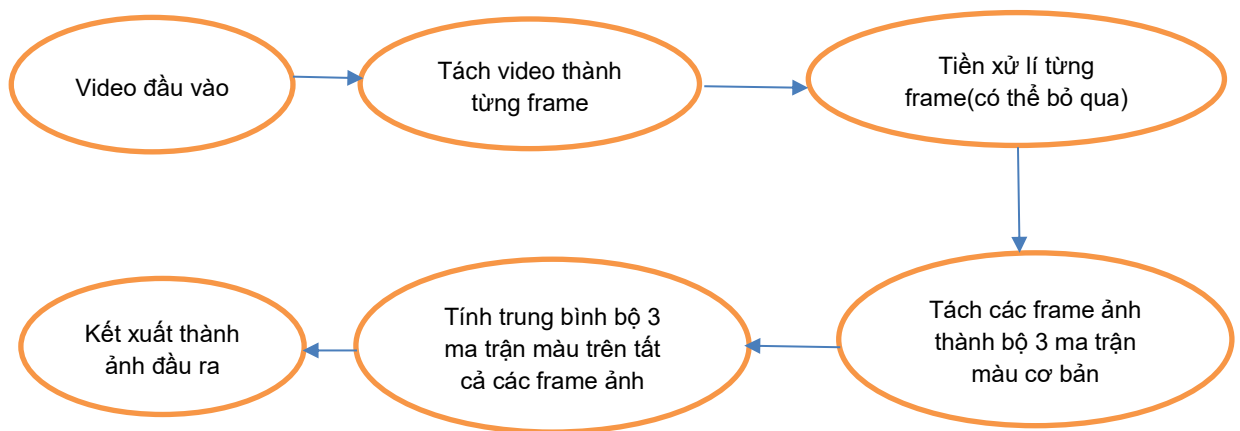 Video đầu vào
Tách video thành
từng frame
Tiền xử lí từng
frame(có thể bỏ qua)
Tách các frame ảnh
thành bộ 3 ma trận
màu cơ bản
Tính trung bình bộ 3
ma trận màu trên tất
cả các frame ảnh
Kết xuất thành
ảnh đầu ra